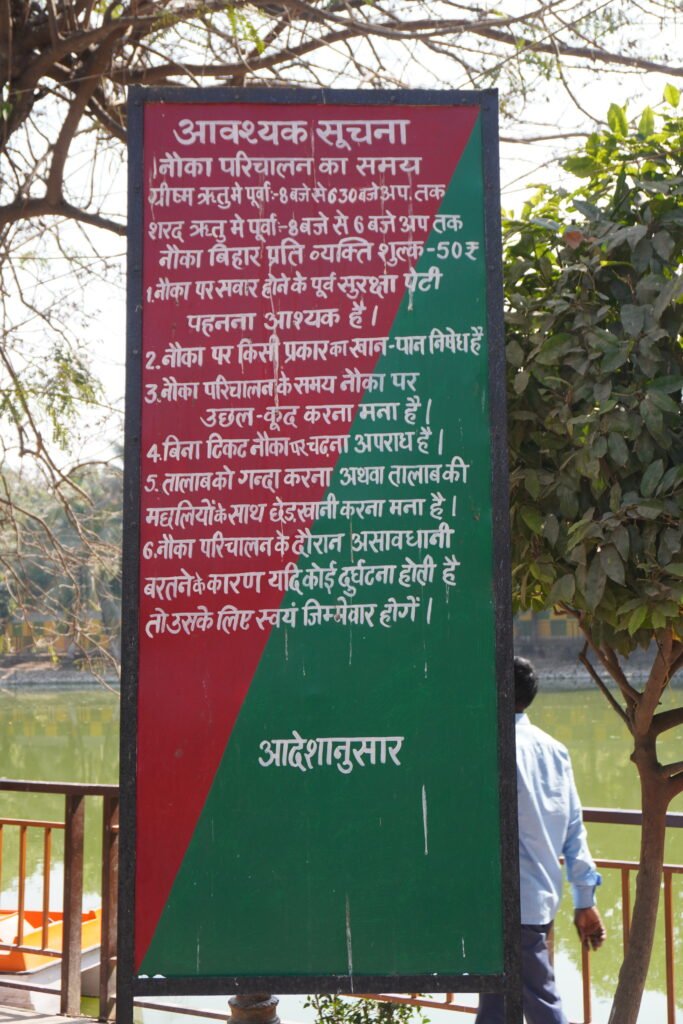 आवश्यक सूचना
नौका परिचालन का समय
ग्रीष्म ऋतु मे पूर्वा:-8 बजे से 630 बजे अप. तक
शरद ऋतु मे पूर्वा:-8 बजे से 6 बजे अप तक
नौका बिहार प्रति व्यक्ति शुल्क -50₹
1. नौका पर सवार होने के पूर्व सुरक्षा पेटी
पहनना आश्यक है।
2. नौका पर किसी प्रकार का खान-पान निषेध है
3. नौका परिचालन के समय नौका पर
उछल-कूद करना मना है।
4. बिना टिकट नौका पर चढना अपराध है।
5. तालाब को गन्दा करना अथवा तालाब की
मछलियों के साथ छेड़खानी करना मना है।
6. नौका परिचालन के दौरान असावधानी
बरतने के कारण यदि कोई दुर्घटना होती है
तो उसके लिए स्वयं जिम्मेवार होगें।
आदेशानुसार